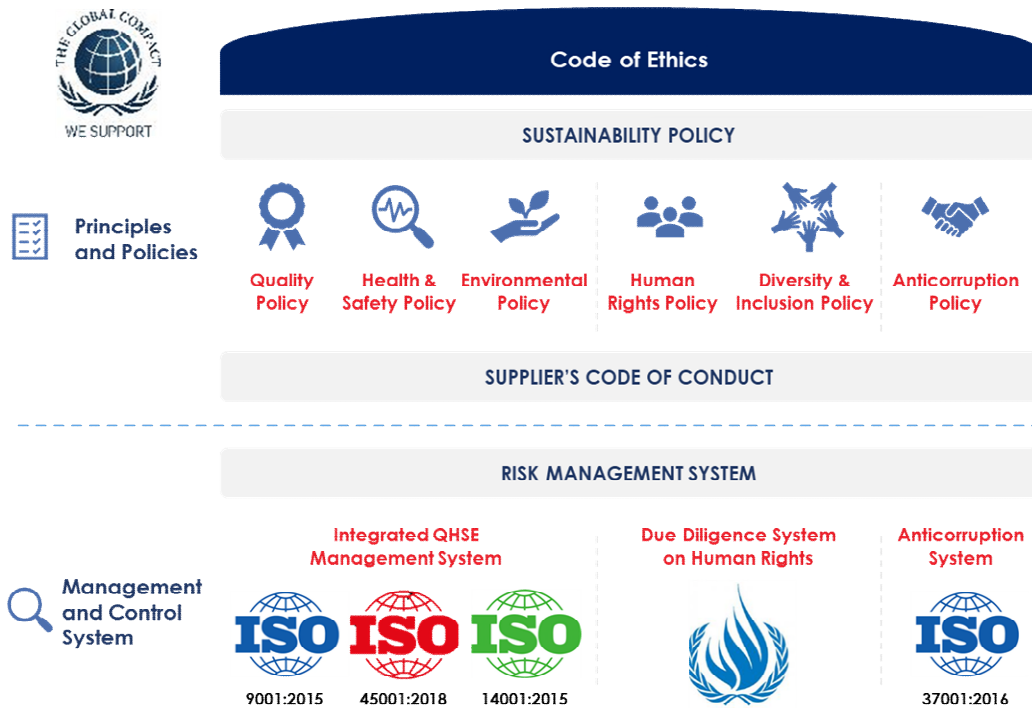 THE GLOBAL COMPACT
WE SUPPORT
Code of Ethics
SUSTAINABILITY POLICY
Principles
and Policies
Quality
Policy
Health &
Safety Policy
Environmental
Policy
Human
Rights Policy
Diversity &
Inclusion Policy
Anticorruption
Policy
SUPPLIER'S CODE OF CONDUCT
RISK MANAGEMENT SYSTEM
Management
and Control
System
Integrated QHSE
Management System
Due Diligence System
on Human Rights
Anticorruption
System
ISO
ISO
ISO
ISO
9001:2015
45001:2018
14001:2015
37001:2016